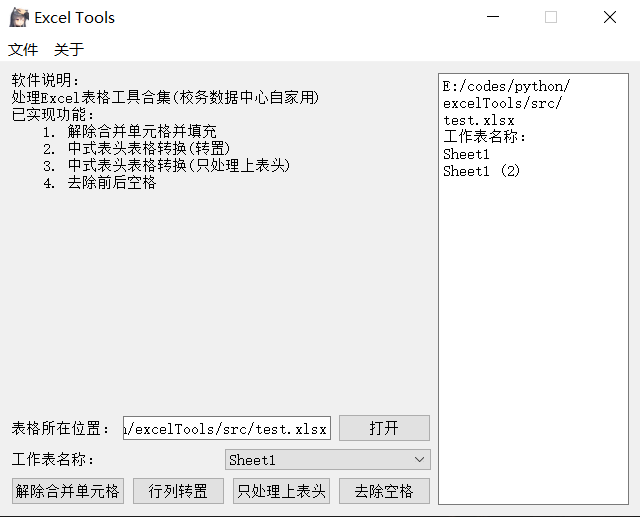 Excel Tools
文件 关于
软件说明:
处理Excel表格工具合集(校务数据中心自家用)
已实现功能:
1. 解除合并单元格并填充
2. 中式表头表格转换(转置)
3. 中式表头表格转换(只处理上表头)
4. 去除前后空格
E:/codes/python/
excelTools/src/
test.xlsx
工作表名称:
Sheet1
Sheet1 (2)
表格所在位置: /excelTools/src/test.xlsx 打开
工作表名称: Sheet1
解除合并单元格 行列转置 只处理上表头 去除空格